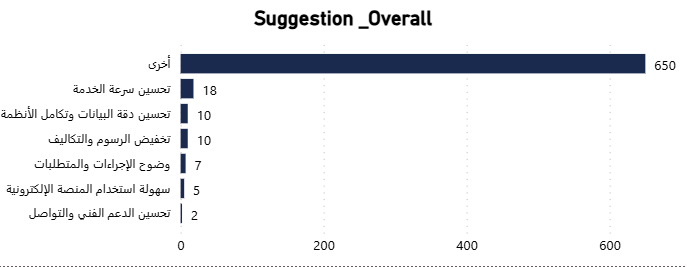 Suggestion _Overall
أخرى 650
تحسين سرعة الخدمة 18
تحسين دقة البيانات وتكامل الأنظمة 10
تخفيض الرسوم والتكاليف 10
وضوح الإجراءات والمتطلبات 7
سهولة استخدام المنصة الإلكترونية 5
تحسين الدعم الفني والتواصل 2
0 200 400 600